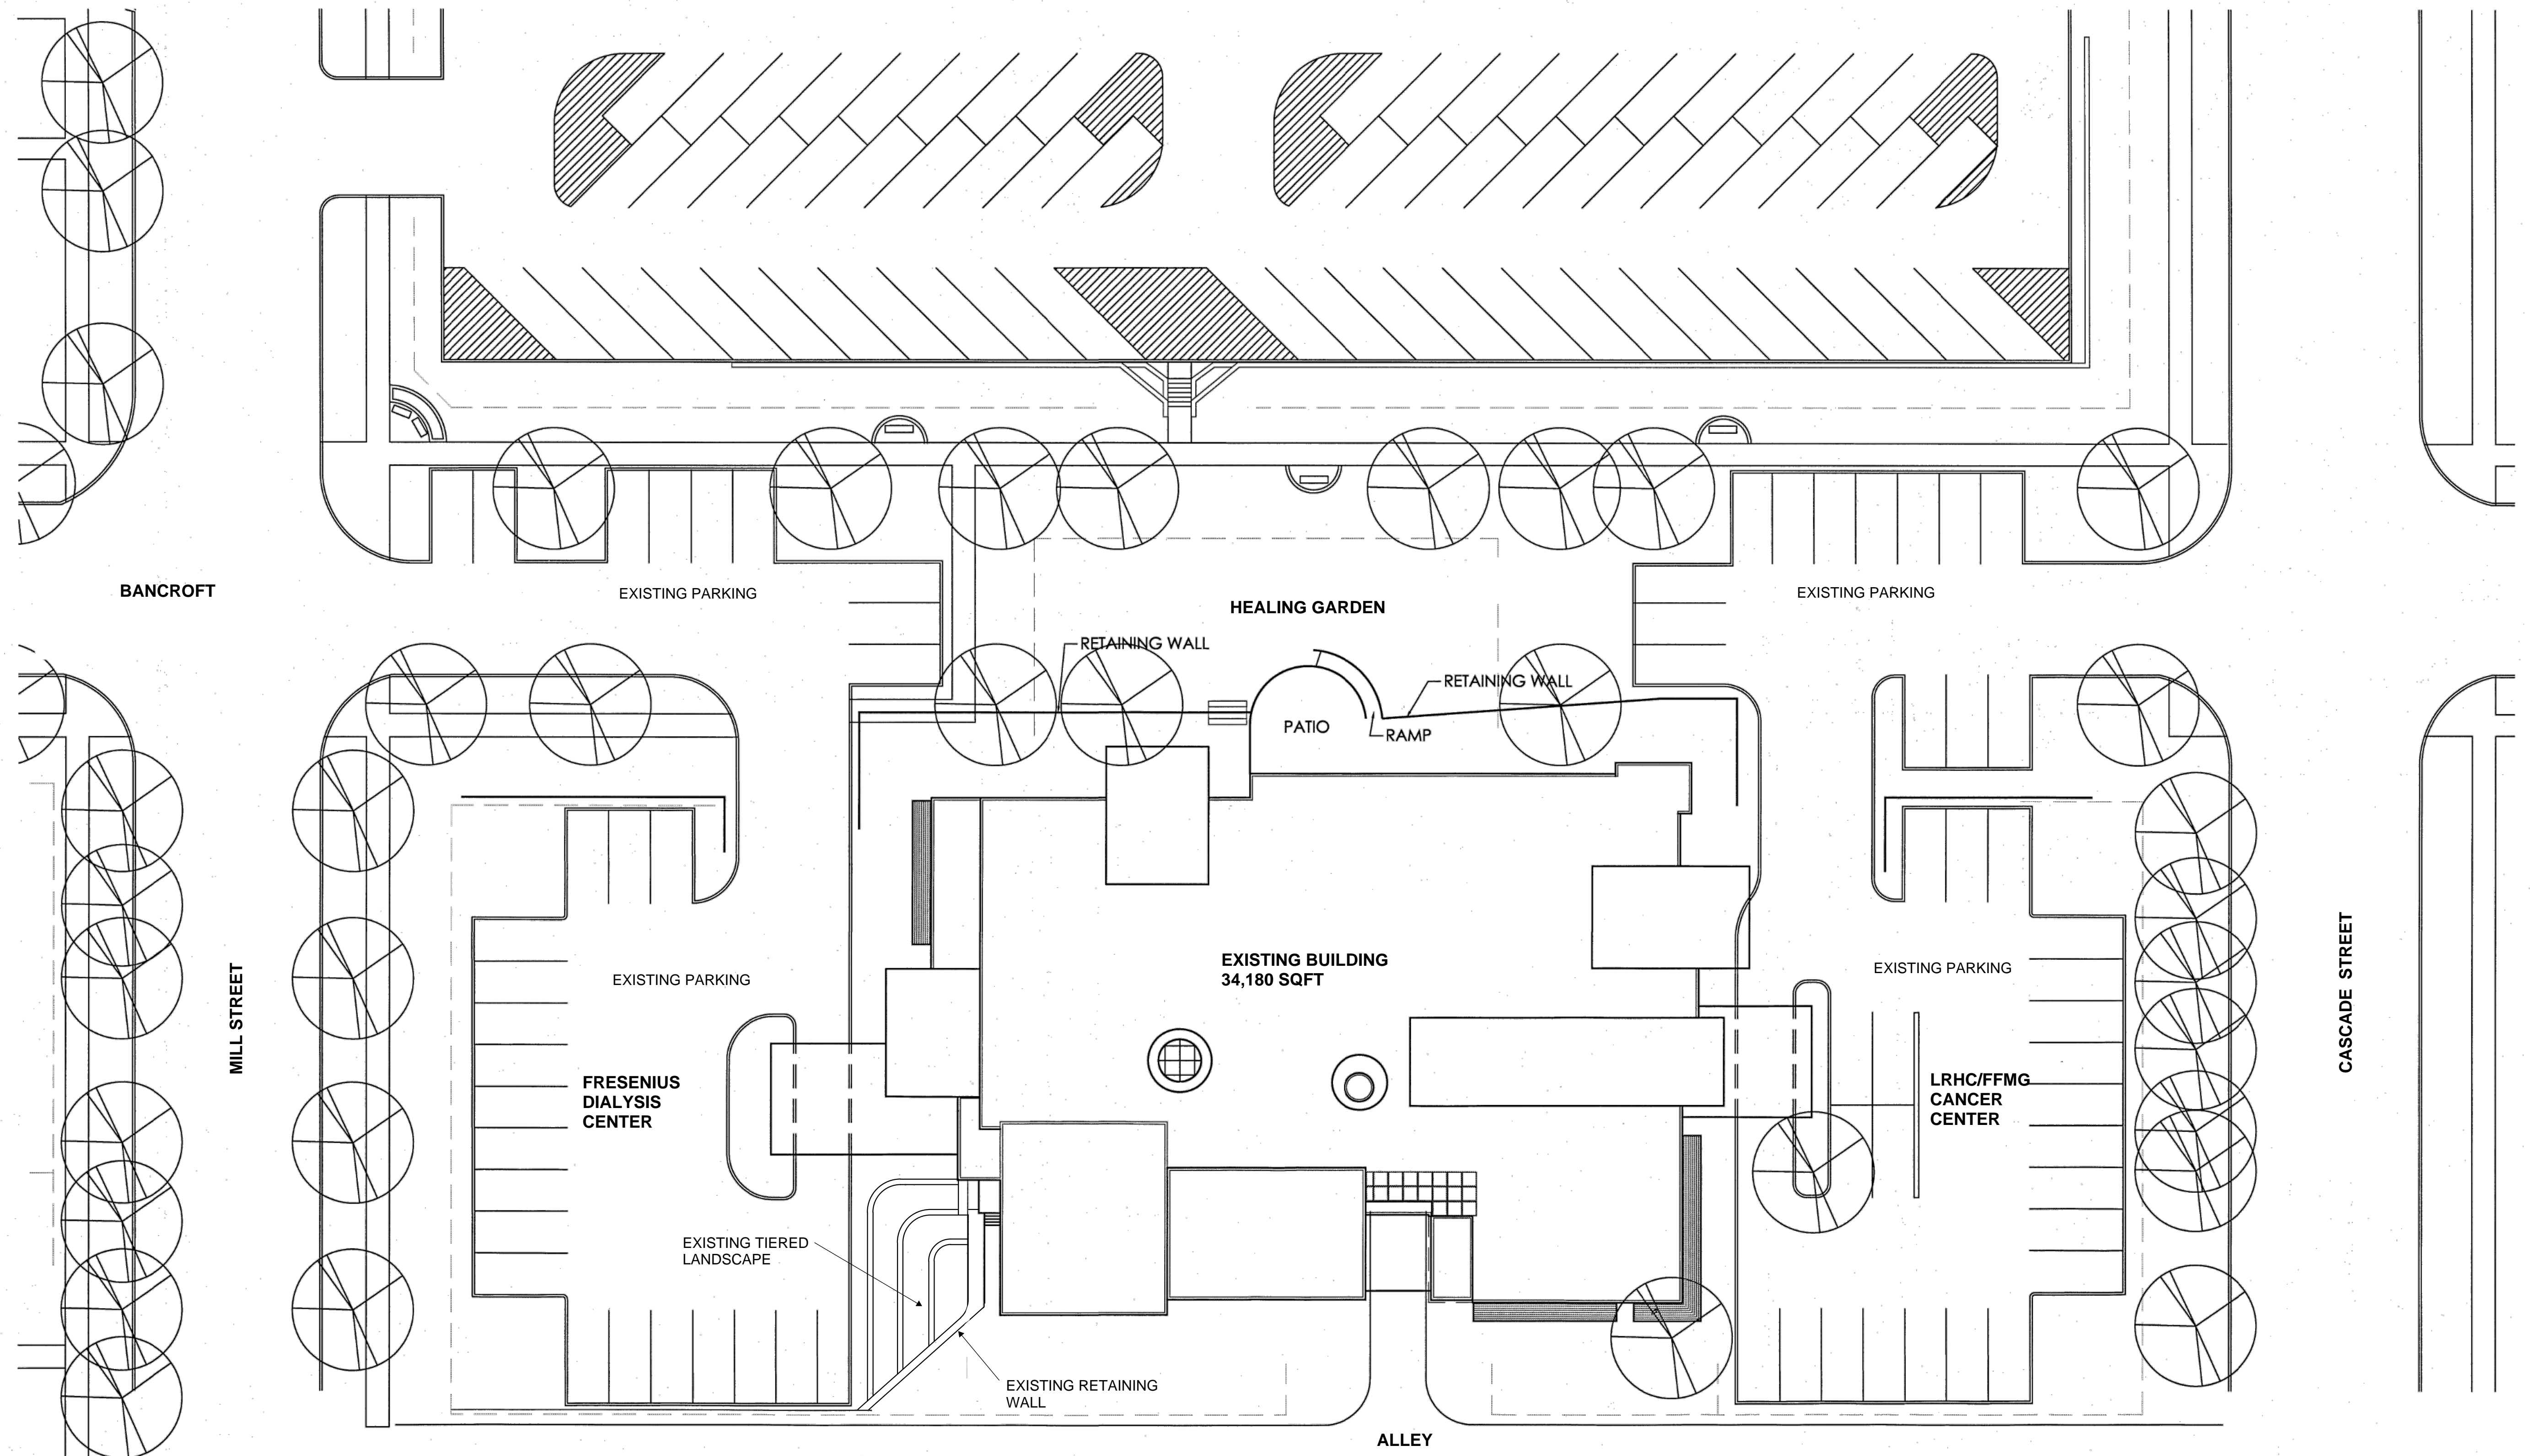 BANCROFT
EXISTING PARKING
HEALING GARDEN
EXISTING PARKING
RETAINING WALL
RETAINING WALL
PATIO
RAMP
MILL STREET
EXISTING PARKING
EXISTING BUILDING
34,180 SQFT
EXISTING PARKING
CASCADE STREET
FRESENIUS
DIALYSIS
CENTER
LRHC/FFMG
CANCER
CENTER
EXISTING TIERED
LANDSCAPE
EXISTING RETAINING
WALL
ALLEY